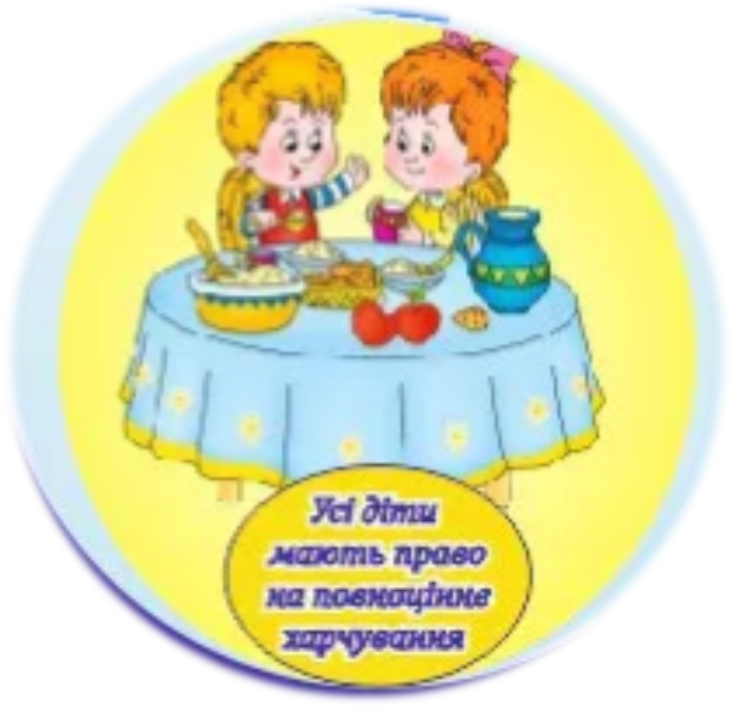 Усі діти
мають право
на повноцінне
харчування